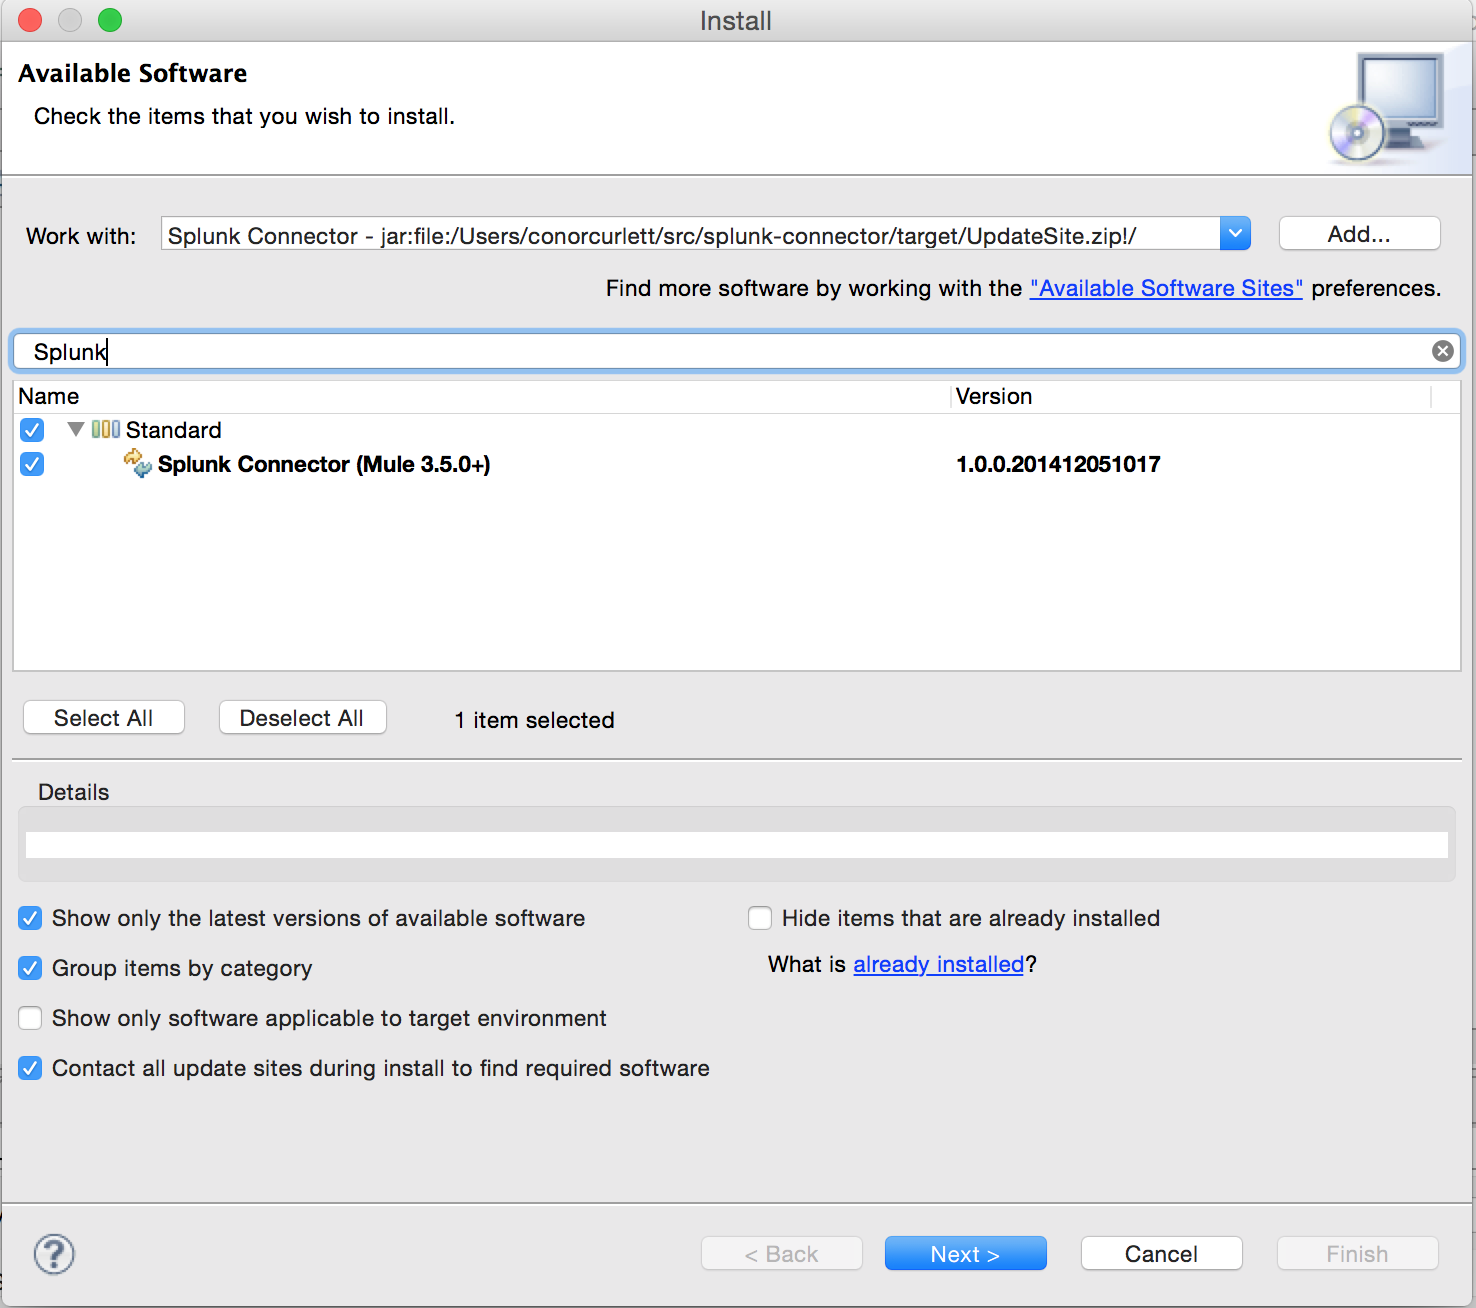 Install
Available Software
Check the items that you wish to install.
Work with: Splunk Connector - jar:file:/Users/conorcurlett/src/splunk-connector/target/UpdateSite.zip!/ Add...
Find more software by working with the "Available Software Sites" preferences.
Splunk
Name Version
Standard
Splunk Connector (Mule 3.5.0+) 1.0.0.201412051017
Select All Deselect All 1 item selected
Details
Show only the latest versions of available software Hide items that are already installed
Group items by category What is already installed?
Show only software applicable to target environment
Contact all update sites during install to find required software
? < Back Next > Cancel Finish